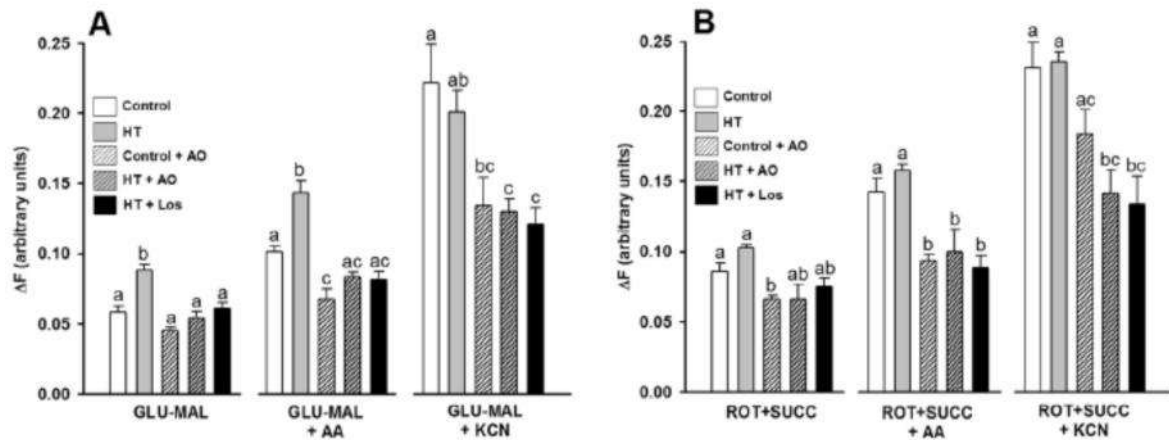 A
ΔF (arbitrary units)
0.25
0.20
0.15
0.10
0.05
0.00
Control
HT
Control + AO
HT + AO
HT + Los
a
b
a
a
a
a
b
c
ac
ac
a
ab
bc
c
c
GLU-MAL
GLU-MAL
+ AA
GLU-MAL
+ KCN
B
ΔF (arbitrary units)
0.25
0.20
0.15
0.10
0.05
0.00
Control
HT
Control + AO
HT + AO
HT + Los
a
a
b
ab
ab
a
a
b
b
b
a
a
ac
bc
bc
ROT+SUCC
ROT+SUCC
+ AA
ROT+SUCC
+ KCN